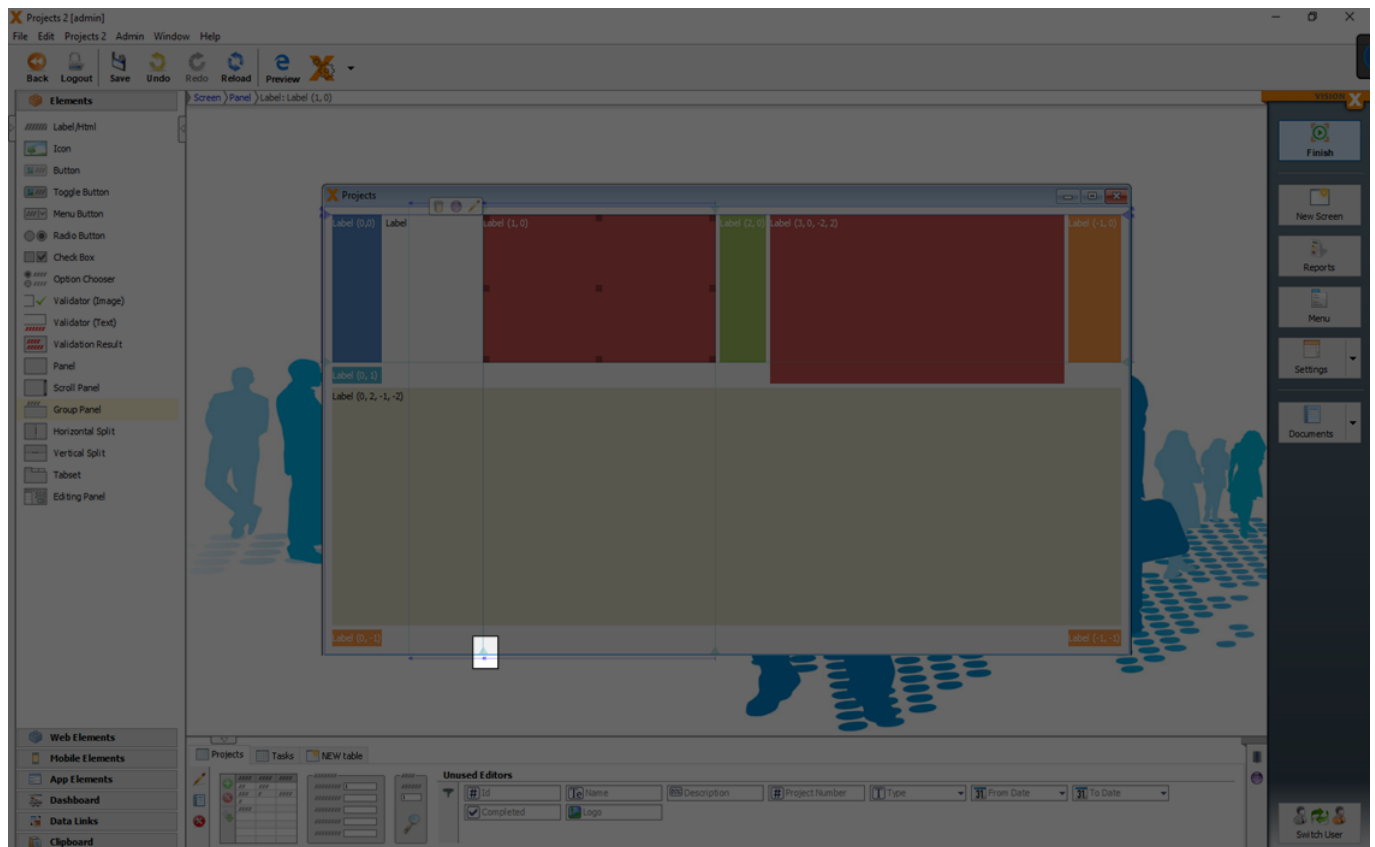 Projects 2 [admin]
File Edit Projects 2 Admin Window Help
Back Logout Save Undo Redo Reload Preview
Elements
Screen Panel Label: Label (1, 0)
VISION X
Label/Html
Icon
Button
Toggle Button
Menu Button
Radio Button
Check Box
Option Chooser
Validator (Image)
Validator (Text)
Validation Result
Panel
Scroll Panel
Group Panel
Horizontal Split
Vertical Split
Tabset
Editing Panel
Projects
Label (0,0) Label Label (1, 0) Label (2, 0) Label (3, 0, -2, 2) Label (-1, 0)
Label (0, 1)
Label (0, 2, -1, -2)
Label (0, -1) Label (-1, -1)
Finish
New Screen
Reports
Menu
Settings
Documents
Web Elements
Mobile Elements
App Elements
Dashboard
Data Links
Clipboard
Projects Tasks NEW table
Unused Editors
Id Name Description Project Number Type From Date To Date
Completed Logo
Switch User